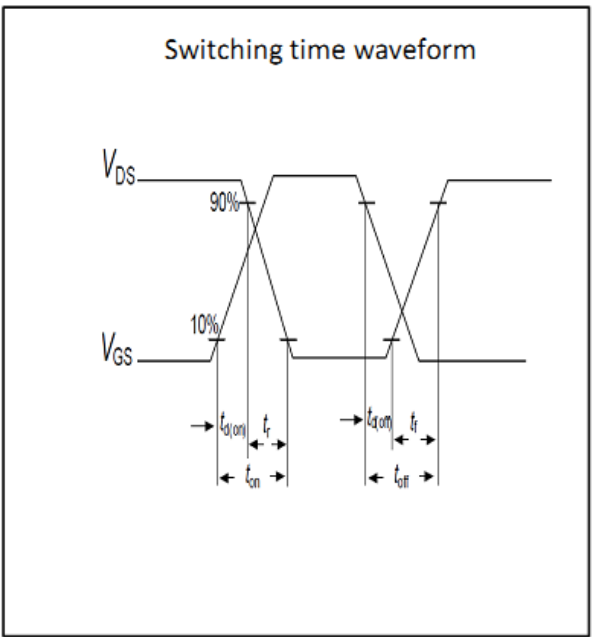 Switching time waveform
VDS
90%
10%
VGS
td(on) tr td(off) tf
ton toff